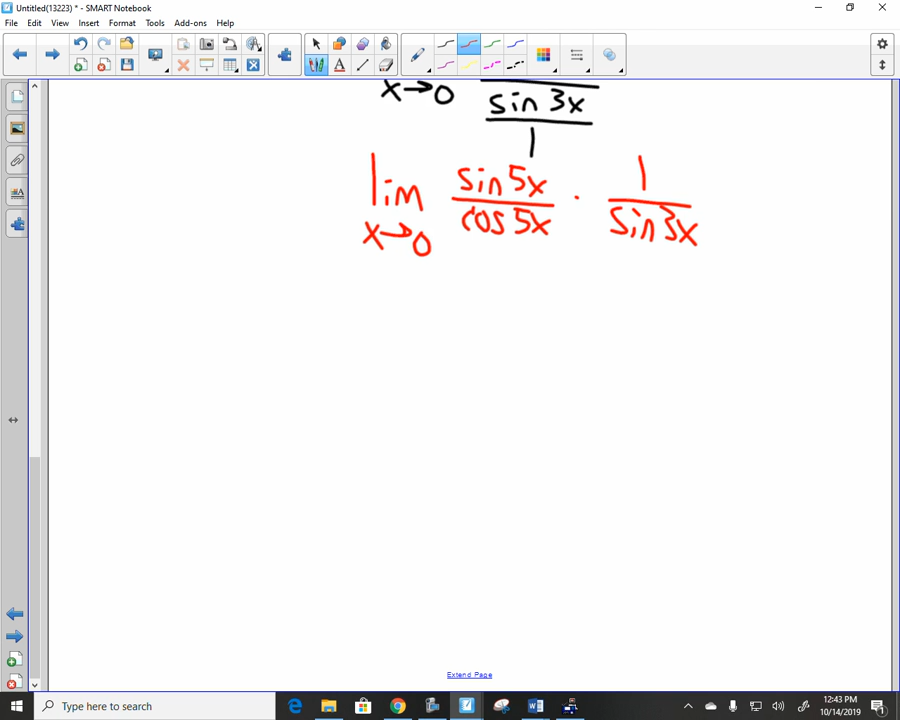 Untitled(13223) * - SMART Notebook
File Edit View Insert Format Tools Add-ons Help
x→0 sin 3x
1
lim sin 5x · 1
x→0 cos 5x sin 3x
Extend Page
Type here to search
12:43 PM
10/14/2019
1